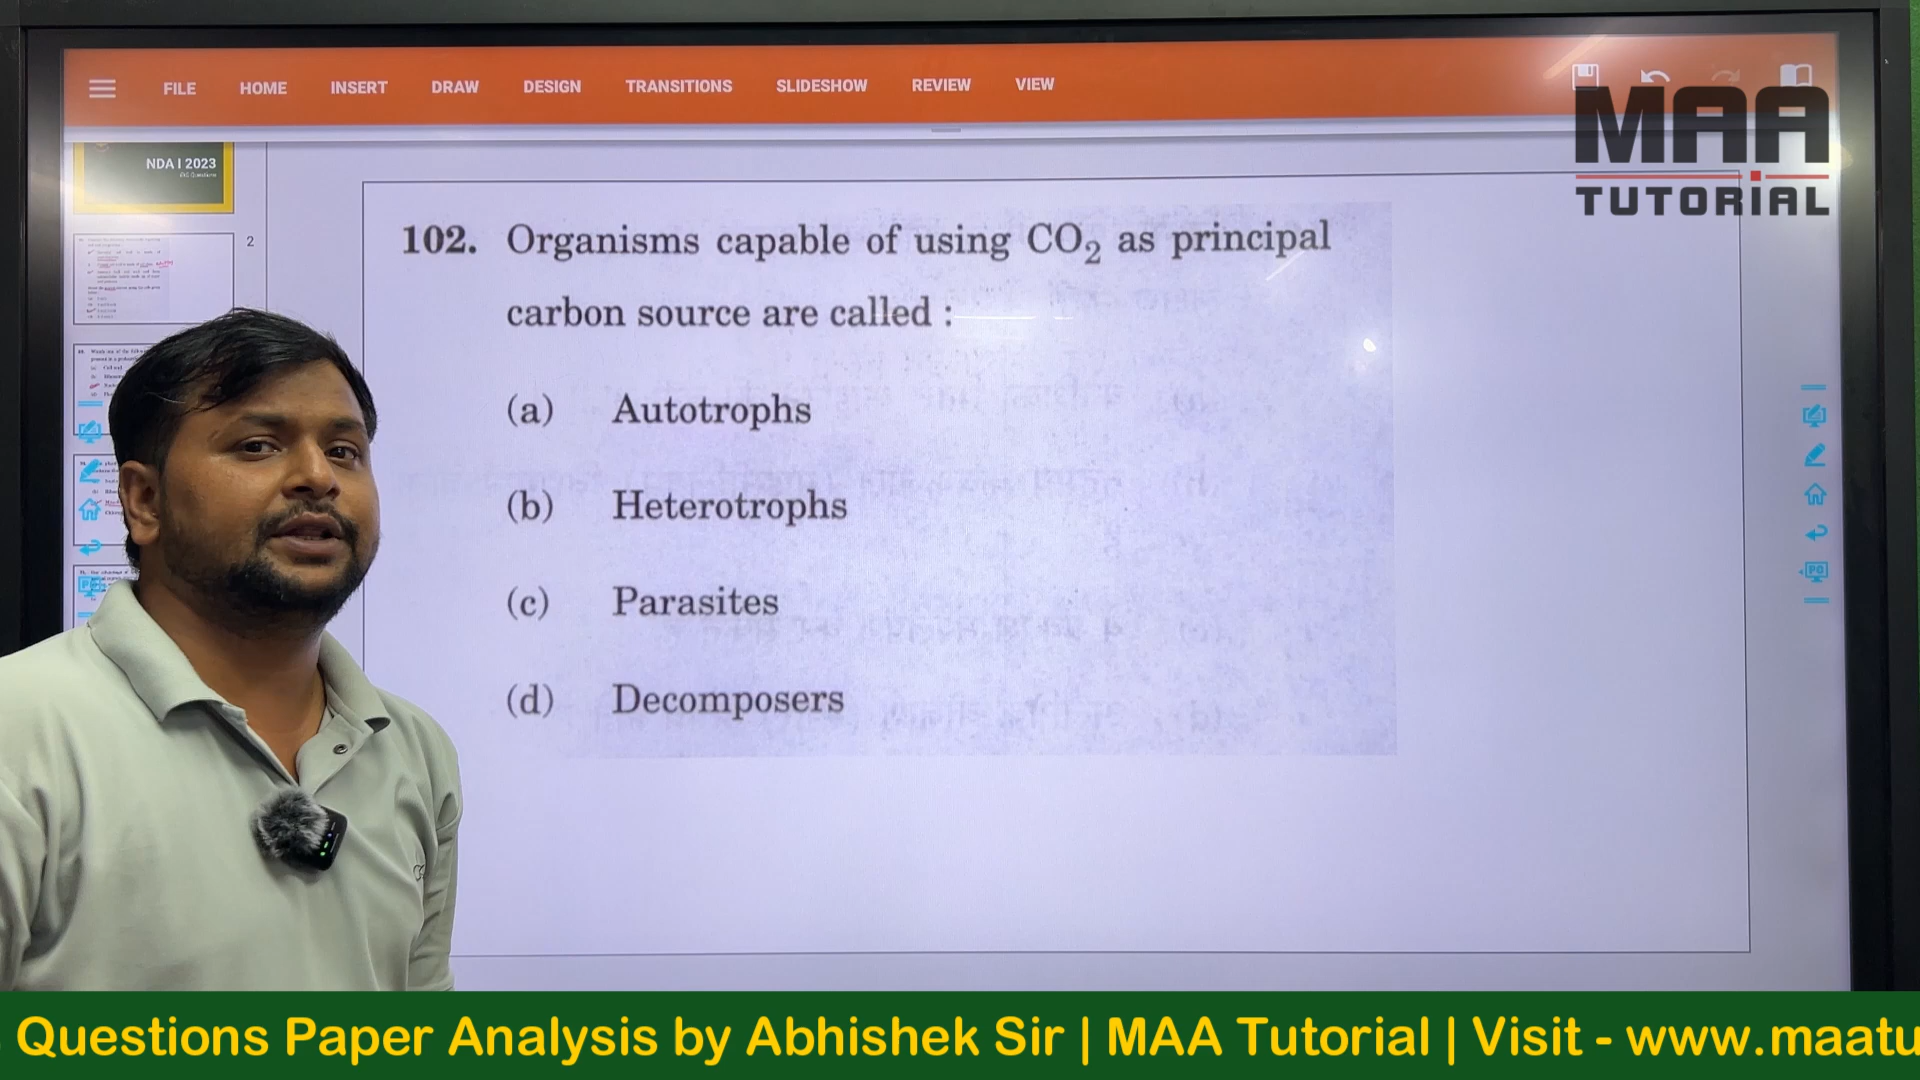 FILE HOME INSERT DRAW DESIGN TRANSITIONS SLIDESHOW REVIEW VIEW
MAA
TUTORIAL
NDA I 2023
2
102. Organisms capable of using CO₂ as principal
carbon source are called :
(a) Autotrophs
(b) Heterotrophs
(c) Parasites
(d) Decomposers
Questions Paper Analysis by Abhishek Sir | MAA Tutorial | Visit - www.maatu